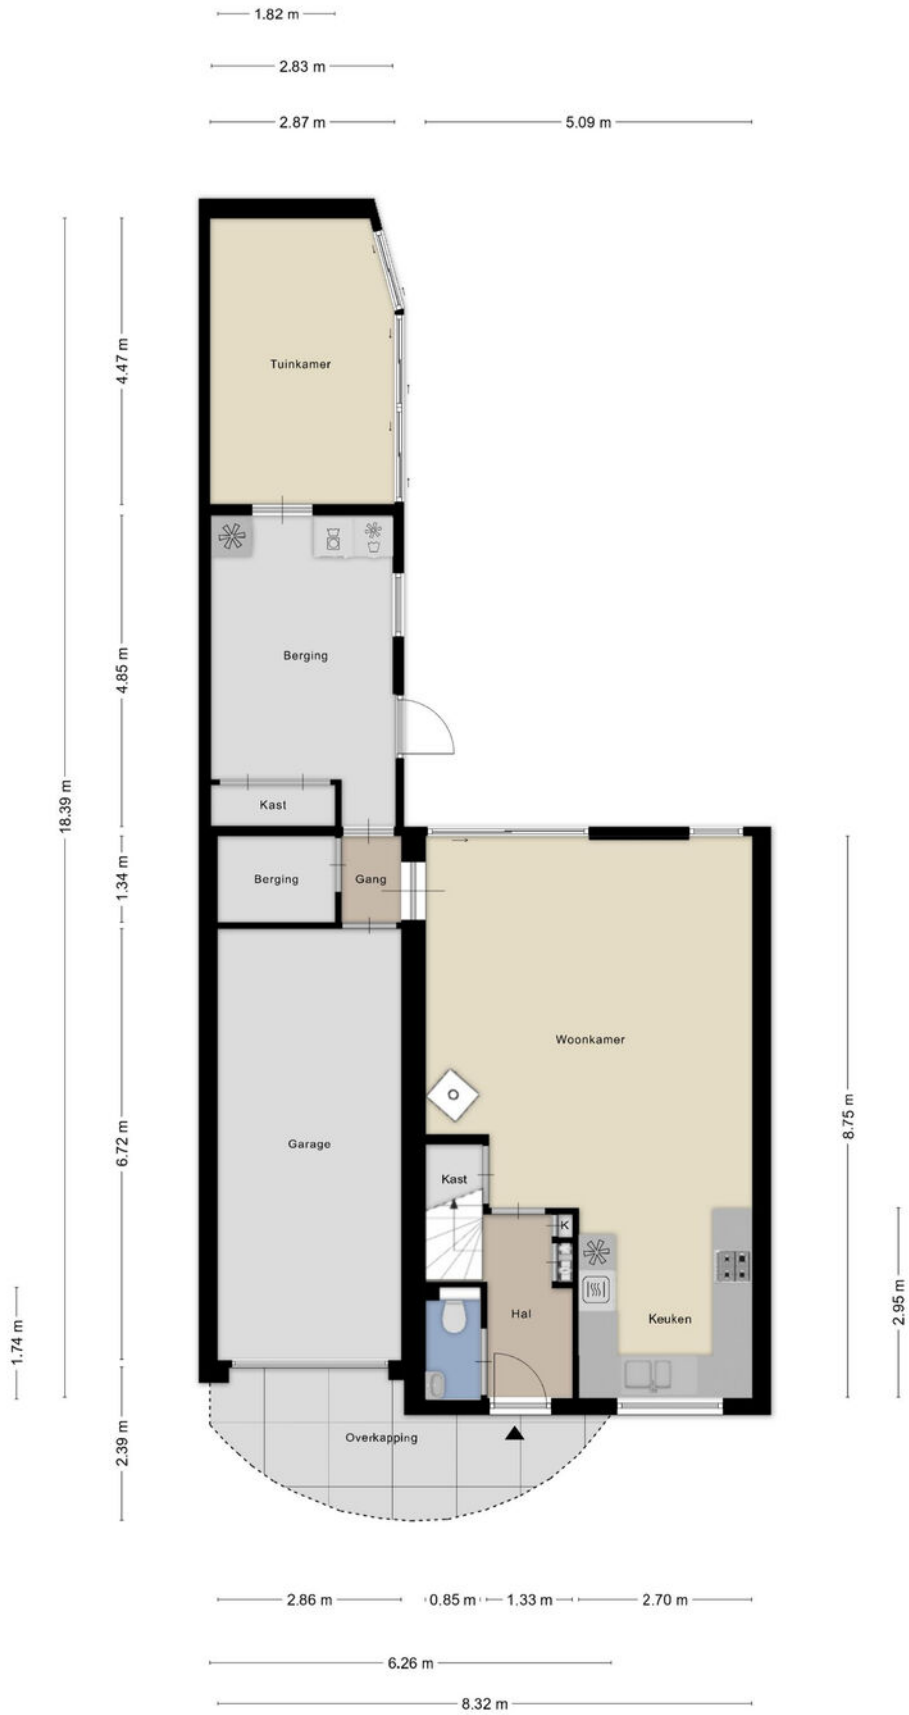 1.82 m
2.83 m
2.87 m
5.09 m
Tuinkamer
4.47 m
Berging
4.85 m
Kast
18.39 m
Berging
Gang
1.34 m
Woonkamer
8.75 m
Garage
6.72 m
Kast
K
Hal
Keuken
2.95 m
1.74 m
Overkapping
2.39 m
2.86 m
0.85 m
1.33 m
2.70 m
6.26 m
8.32 m